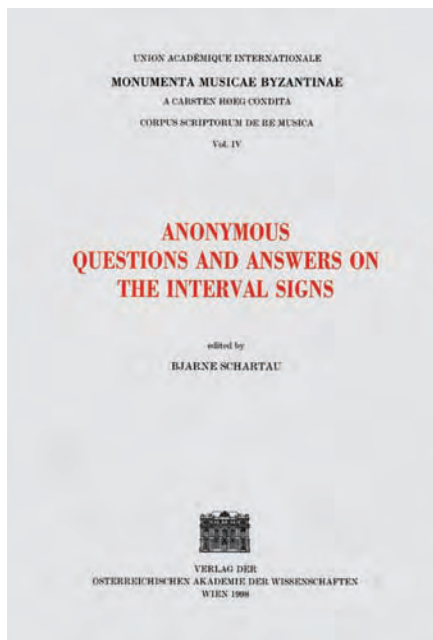 UNION ACADÉMIQUE INTERNATIONALE
MONUMENTA MUSICAE BYZANTINAE
A CARSTEN HØEG CONDITA
CORPUS SCRIPTORUM DE RE MUSICA
Vol. IV
ANONYMOUS
QUESTIONS AND ANSWERS ON
THE INTERVAL SIGNS
edited by
BJARNE SCHARTAU
VERLAG DER
ÖSTERREICHISCHEN AKADEMIE DER WISSENSCHAFTEN
WIEN 1998